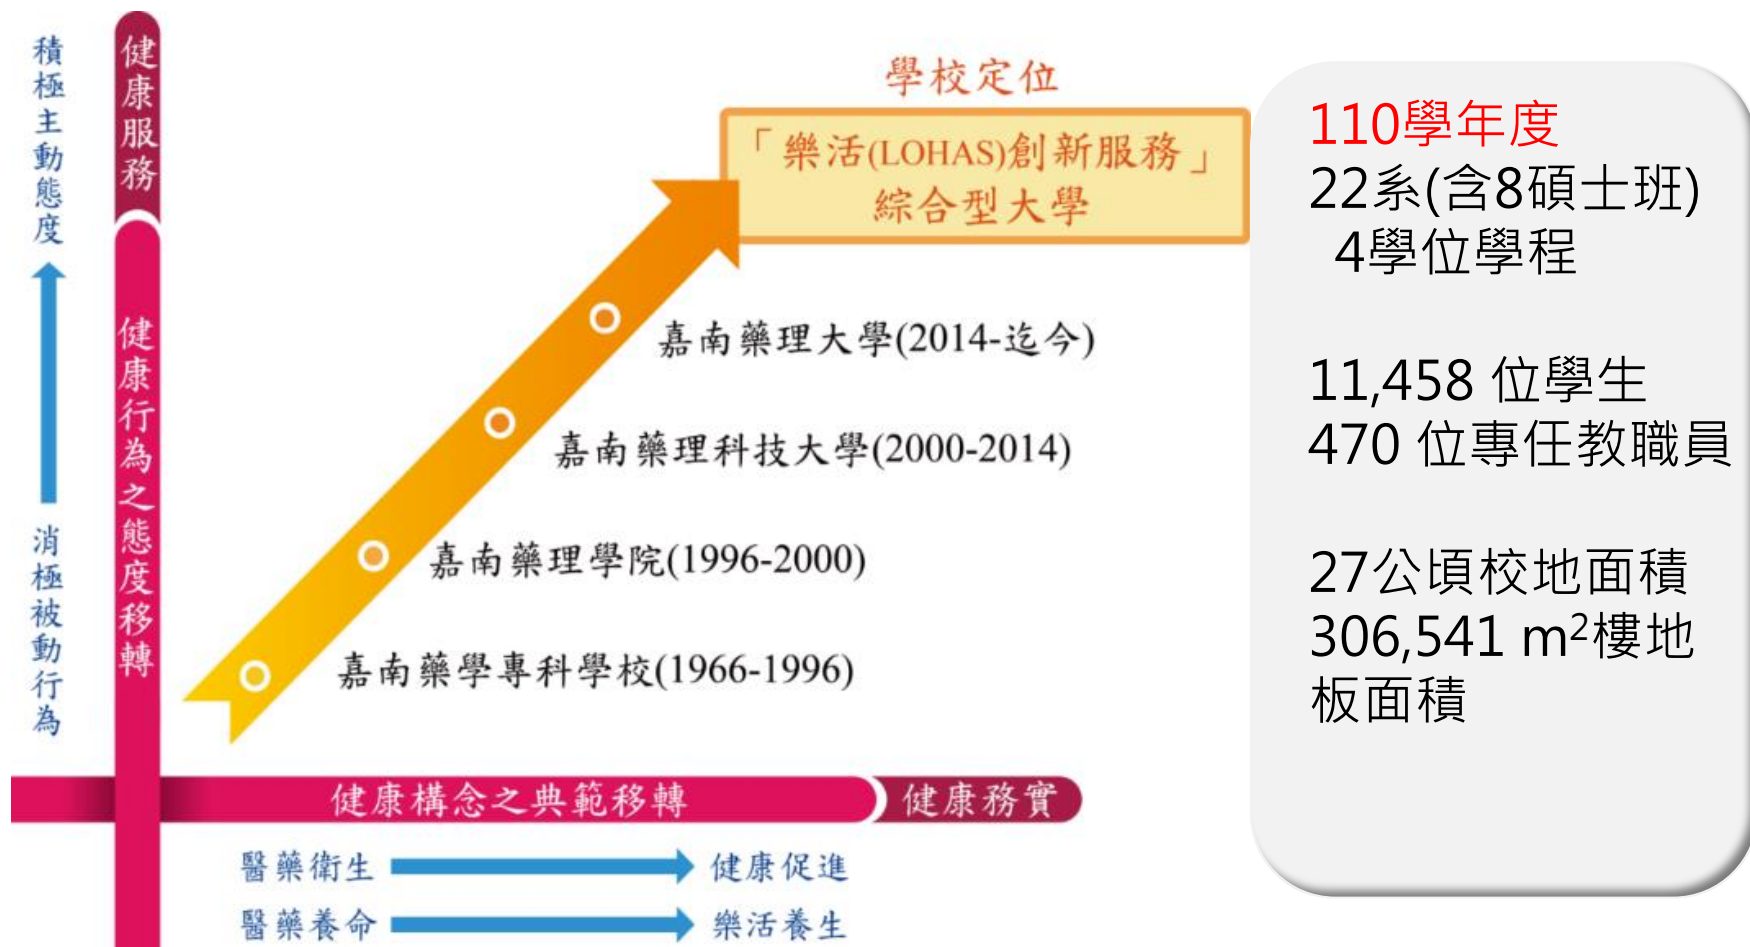 積極主動態度
消極被動行為
健康服務
健康行為之態度移轉
學校定位
「樂活(LOHAS)創新服務」
綜合型大學
嘉南藥理大學(2014-迄今)
嘉南藥理科技大學(2000-2014)
嘉南藥理學院(1996-2000)
嘉南藥學專科學校(1966-1996)
健康構念之典範移轉
健康務實
醫藥衛生
健康促進
醫藥養命
樂活養生
110學年度
22系(含8碩士班)
4學位學程
11,458 位學生
470 位專任教職員
27公頃校地面積
306,541 m²樓地
板面積